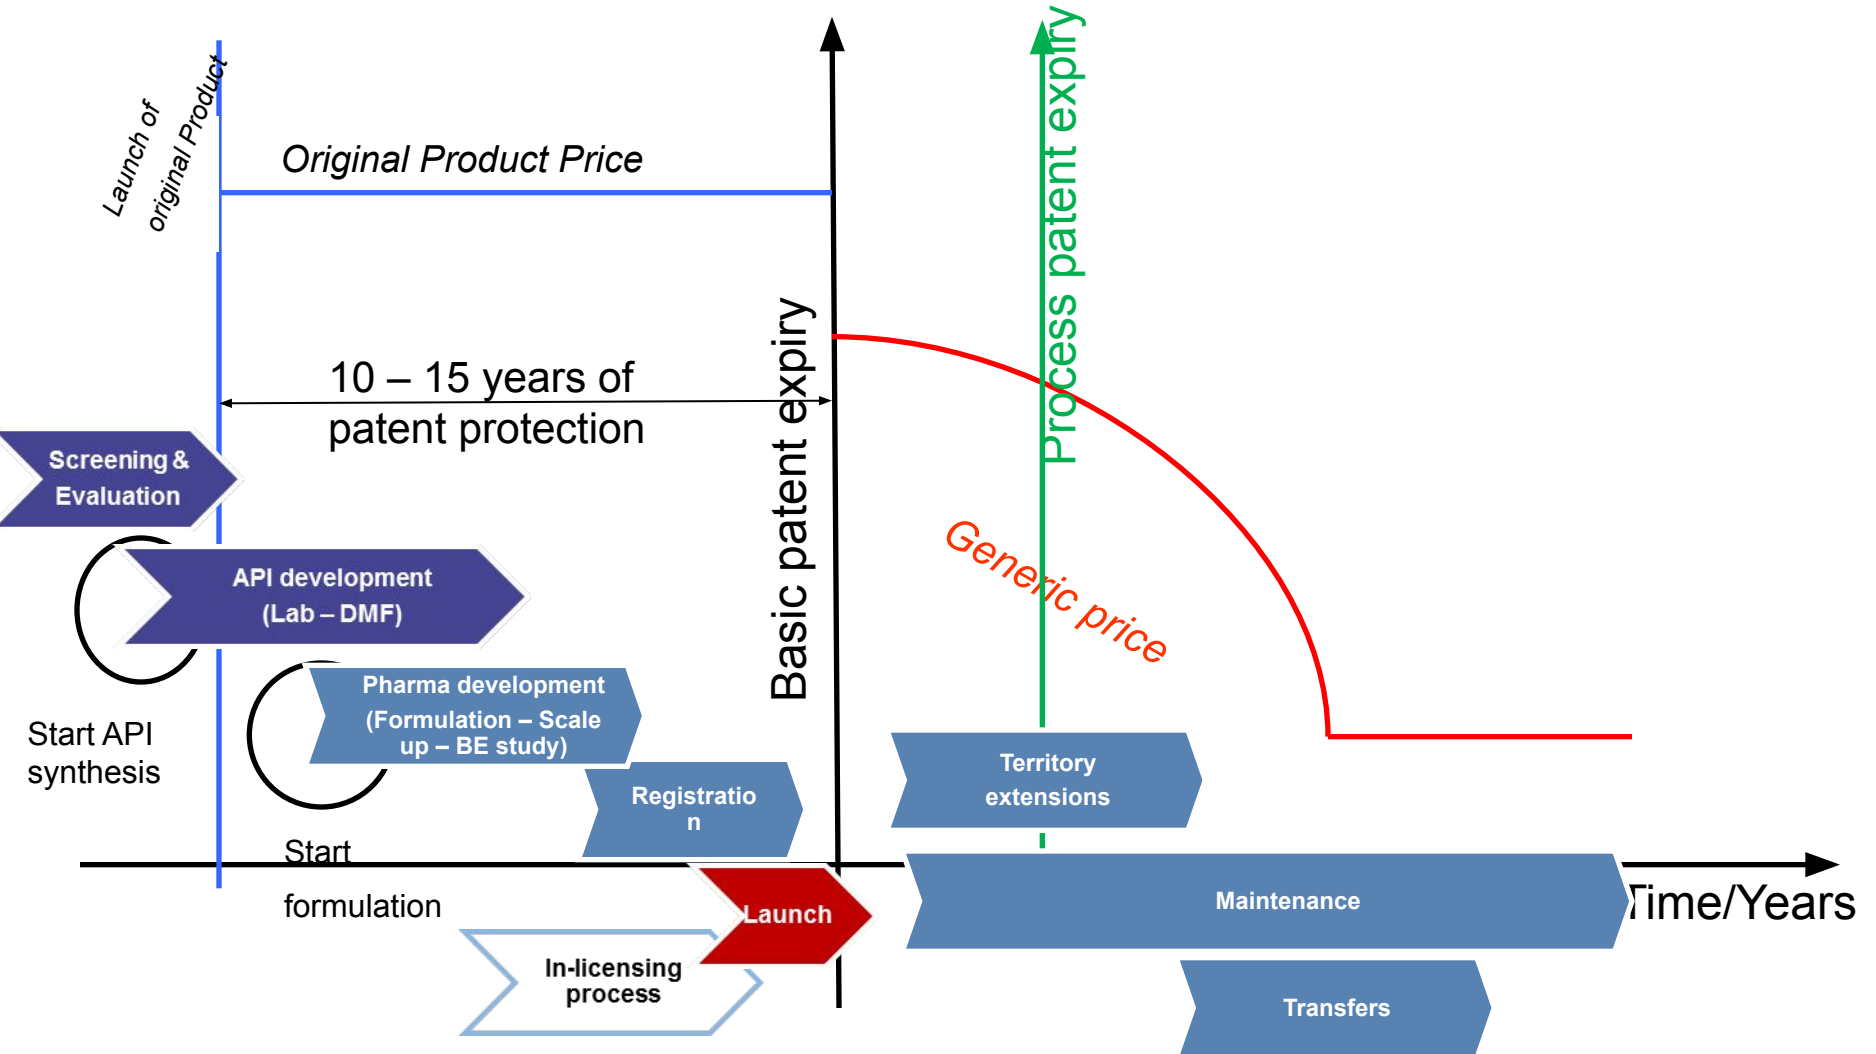 Launch of
original Product
Original Product Price
Process patent expiry
10 – 15 years of
patent protection
Basic patent expiry
Screening &
Evaluation
API development
(Lab – DMF)
Generic price
Pharma development
(Formulation – Scale
up – BE study)
Start API
synthesis
Registratio
n
Territory
extensions
Start
formulation
Launch
Maintenance
Time/Years
In-licensing
process
Transfers